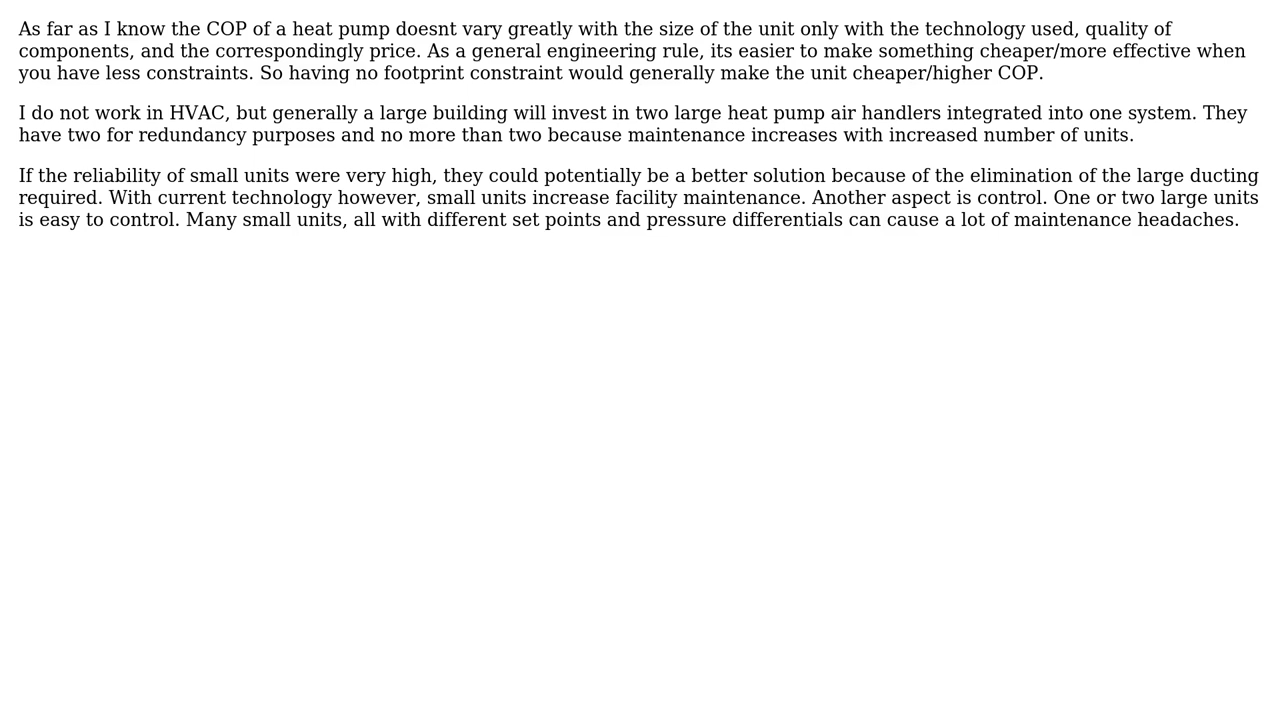 As far as I know the COP of a heat pump doesnt vary greatly with the size of the unit only with the technology used, quality of
components, and the correspondingly price. As a general engineering rule, its easier to make something cheaper/more effective when
you have less constraints. So having no footprint constraint would generally make the unit cheaper/higher COP.
I do not work in HVAC, but generally a large building will invest in two large heat pump air handlers integrated into one system. They
have two for redundancy purposes and no more than two because maintenance increases with increased number of units.
If the reliability of small units were very high, they could potentially be a better solution because of the elimination of the large ducting
required. With current technology however, small units increase facility maintenance. Another aspect is control. One or two large units
is easy to control. Many small units, all with different set points and pressure differentials can cause a lot of maintenance headaches.